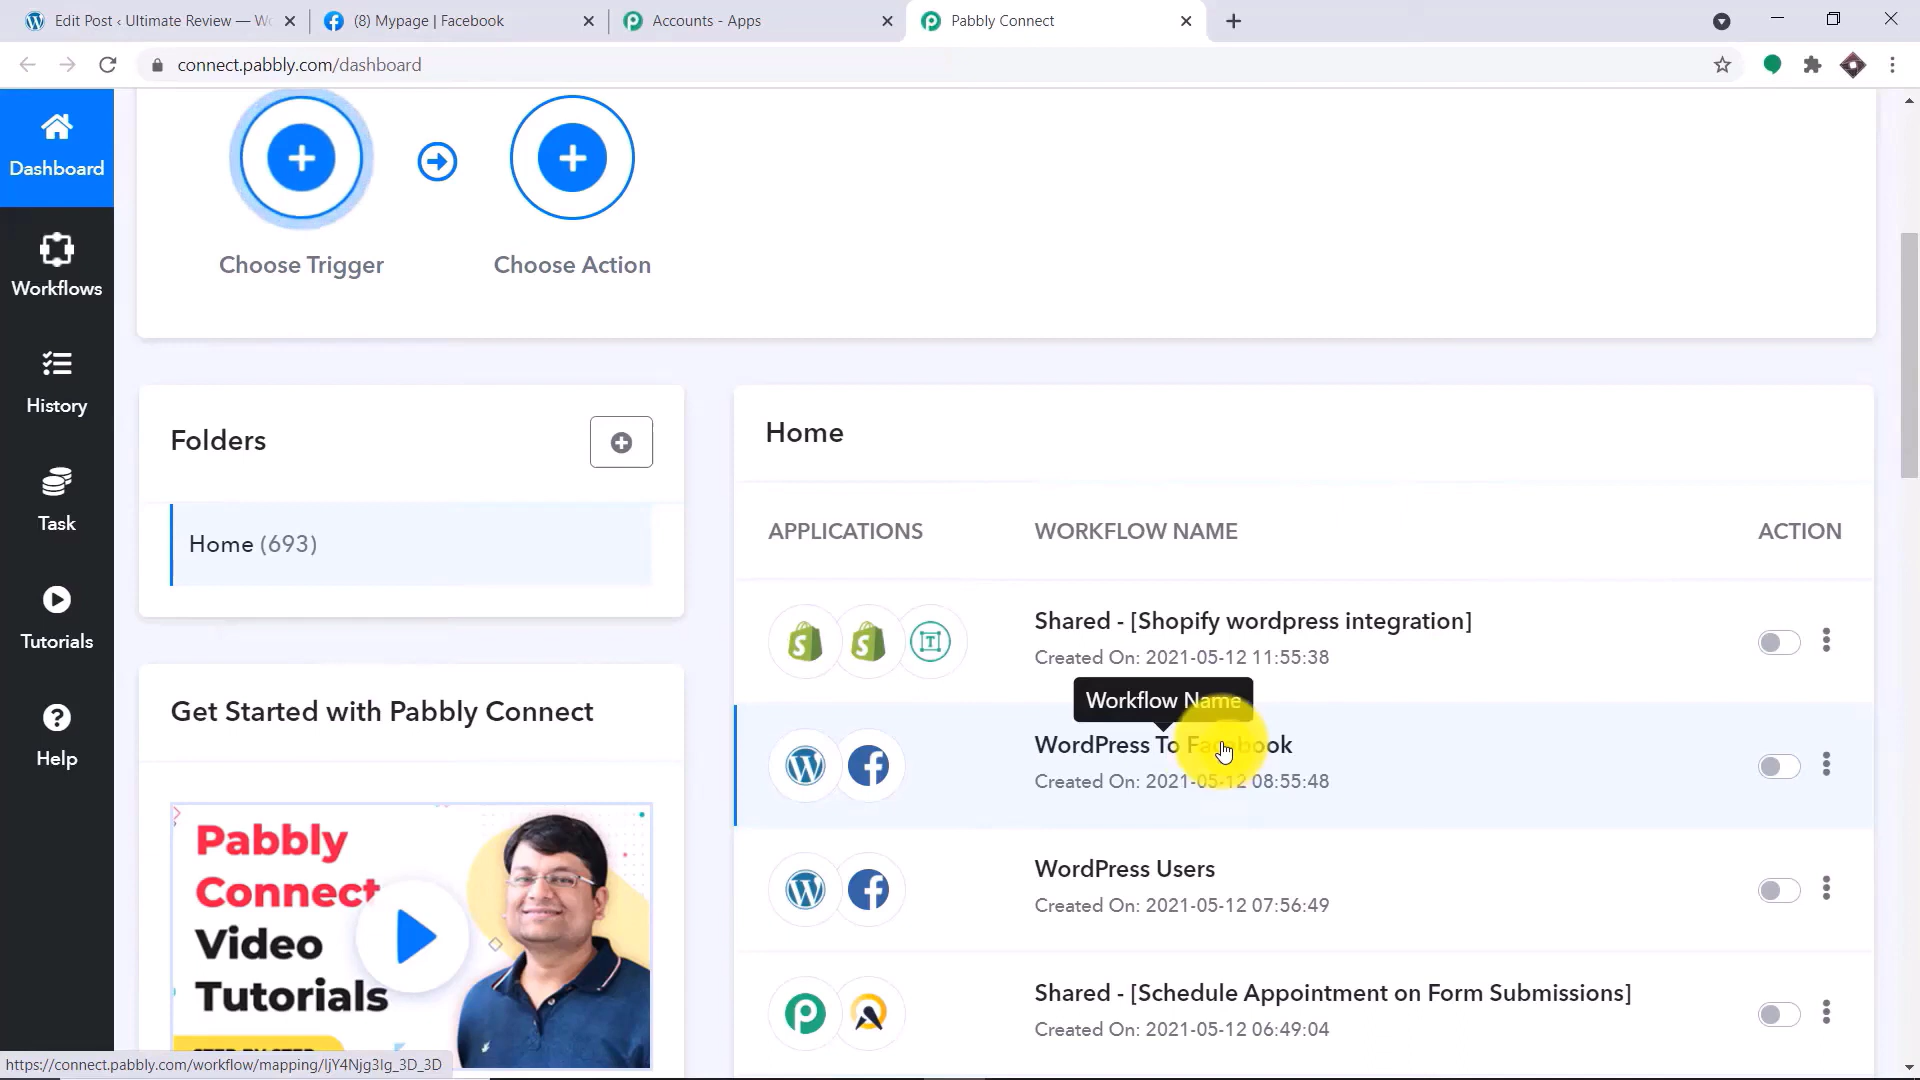 Edit Post ‹ Ultimate Review — Wo
(8) Mypage | Facebook
Accounts - Apps
Pabbly Connect
connect.pabbly.com/dashboard
Dashboard
Workflows
History
Task
Tutorials
Help
Choose Trigger
Choose Action
Folders
Home (693)
Get Started with Pabbly Connect
Pabbly
Connect
Video
Tutorials
Home
APPLICATIONS WORKFLOW NAME ACTION
Shared - [Shopify wordpress integration]
Created On: 2021-05-12 11:55:38
Workflow Name
WordPress To Facebook
Created On: 2021-05-12 08:55:48
WordPress Users
Created On: 2021-05-12 07:56:49
Shared - [Schedule Appointment on Form Submissions]
Created On: 2021-05-12 06:49:04
https://connect.pabbly.com/workflow/mapping/IjY4Njg3Ig_3D_3D